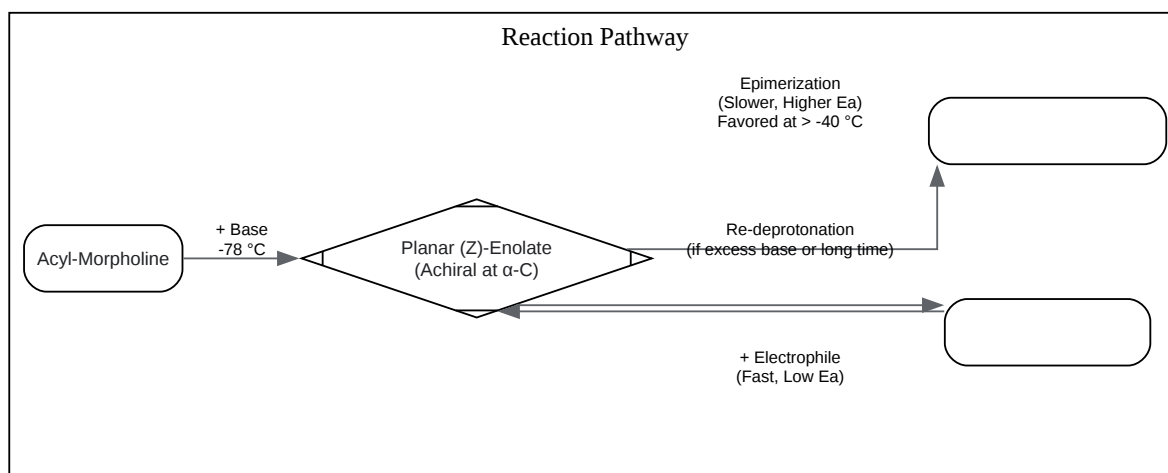 Reaction Pathway
Epimerization
(Slower, Higher Ea)
Favored at > -40 °C
+ Base
-78 °C
Acyl-Morpholine
Planar (Z)-Enolate
(Achiral at α-C)
Re-deprotonation
(if excess base or long time)
+ Electrophile
(Fast, Low Ea)